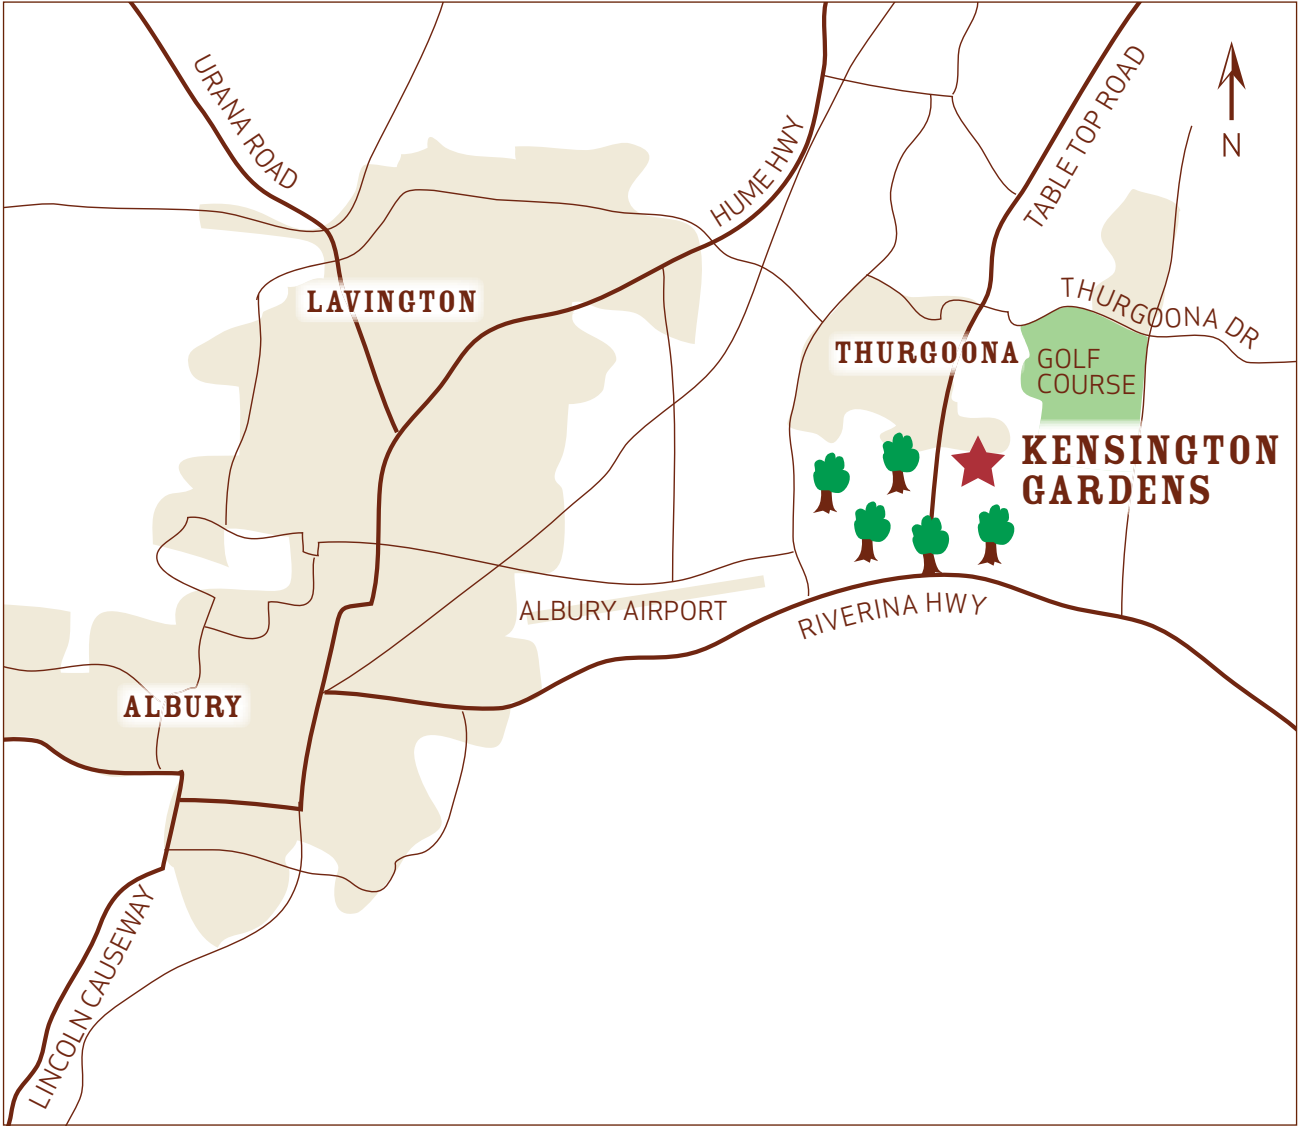 URANA ROAD
HUME HWY
TABLE TOP ROAD
N
THURGOONA DR
LAVINGTON
THURGOONA
GOLF
COURSE
KENSINGTON
GARDENS
ALBURY AIRPORT
RIVERINA HWY
ALBURY
LINCOLN CAUSEWAY